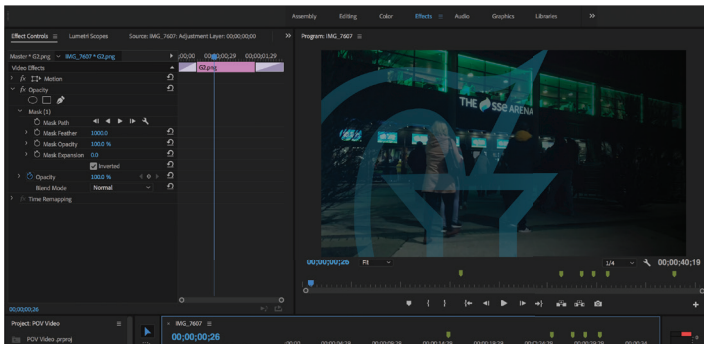 Assembly Editing Color Effects Audio Graphics Libraries
Effect Controls Lumetri Scopes Source: IMG_7607: Adjustment Layer: 00;00;00;00 Program: IMG_7607
Master * G2.png IMG_7607 * G2.png ;00;00 00;00;00;29 00;00;01;29
Video Effects G2.png
fx Motion
fx Opacity
THE SSE ARENA
Mask (1)
Mask Path
Mask Feather 1000.0
Mask Opacity 100.0 %
Mask Expansion 0.0
Inverted
Opacity 100.0 %
Blend Mode Normal
fx Time Remapping
00;00;00;26 Fit 1/4 00;00;40;19
00;00;00;26
Project: POV Video × IMG_7607
POV Video .prproj 00;00;00;26